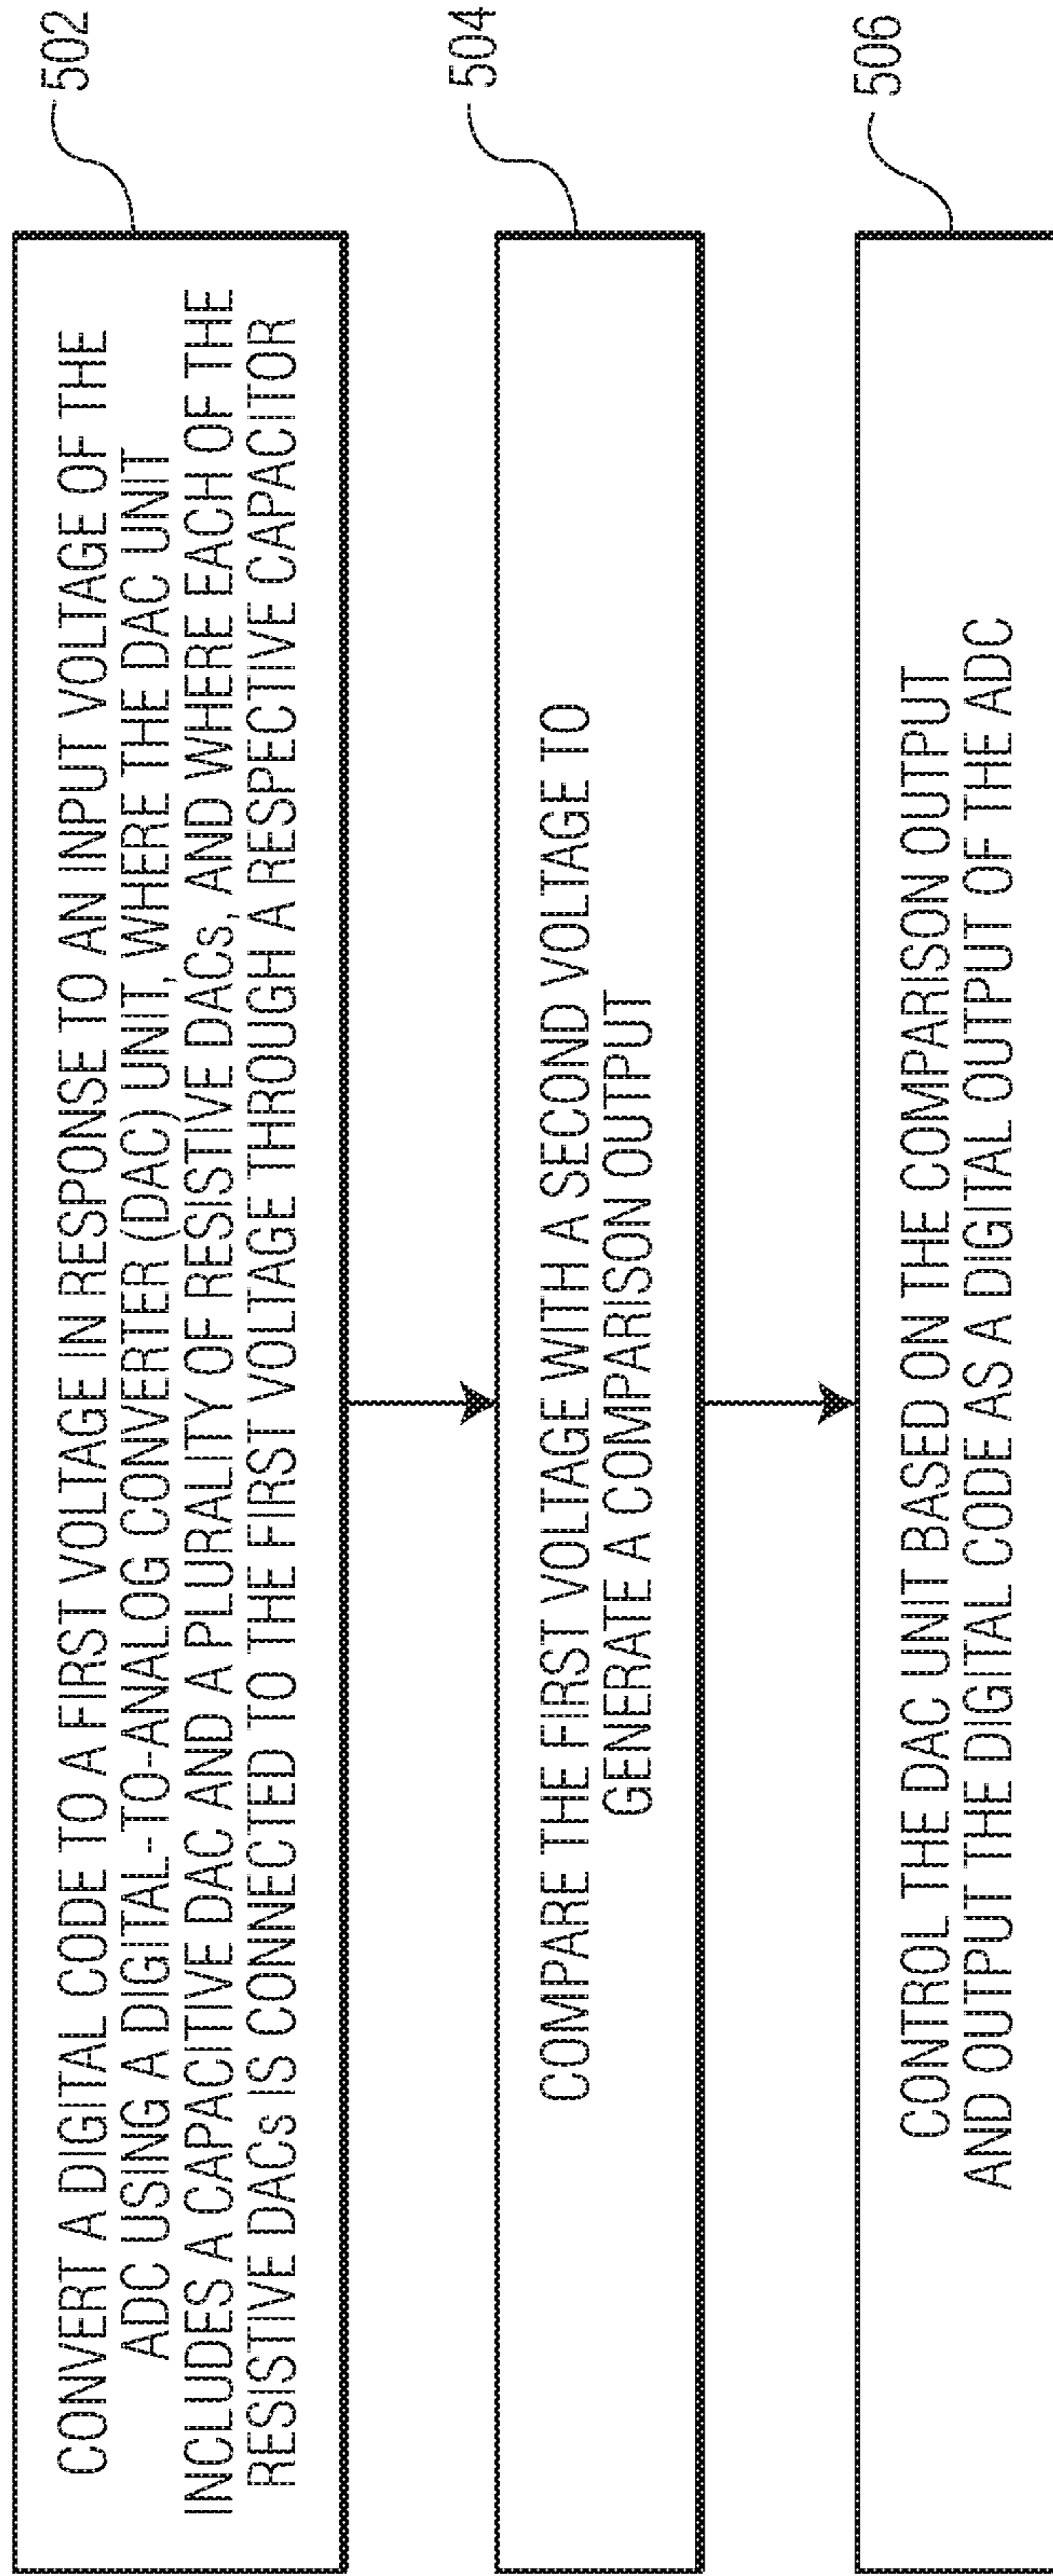 CONVERT A DIGITAL CODE TO A FIRST VOLTAGE IN RESPONSE TO AN INPUT VOLTAGE OF THE
ADC USING A DIGITAL-TO-ANALOG CONVERTER (DAC) UNIT, WHERE THE DAC UNIT
INCLUDES A CAPACITIVE DAC AND A PLURALITY OF RESISTIVE DACs, AND WHERE EACH OF THE
RESISTIVE DACs IS CONNECTED TO THE FIRST VOLTAGE THROUGH A RESPECTIVE CAPACITOR
502
COMPARE THE FIRST VOLTAGE WITH A SECOND VOLTAGE TO
GENERATE A COMPARISON OUTPUT
504
CONTROL THE DAC UNIT BASED ON THE COMPARISON OUTPUT
AND OUTPUT THE DIGITAL CODE AS A DIGITAL OUTPUT OF THE ADC
506